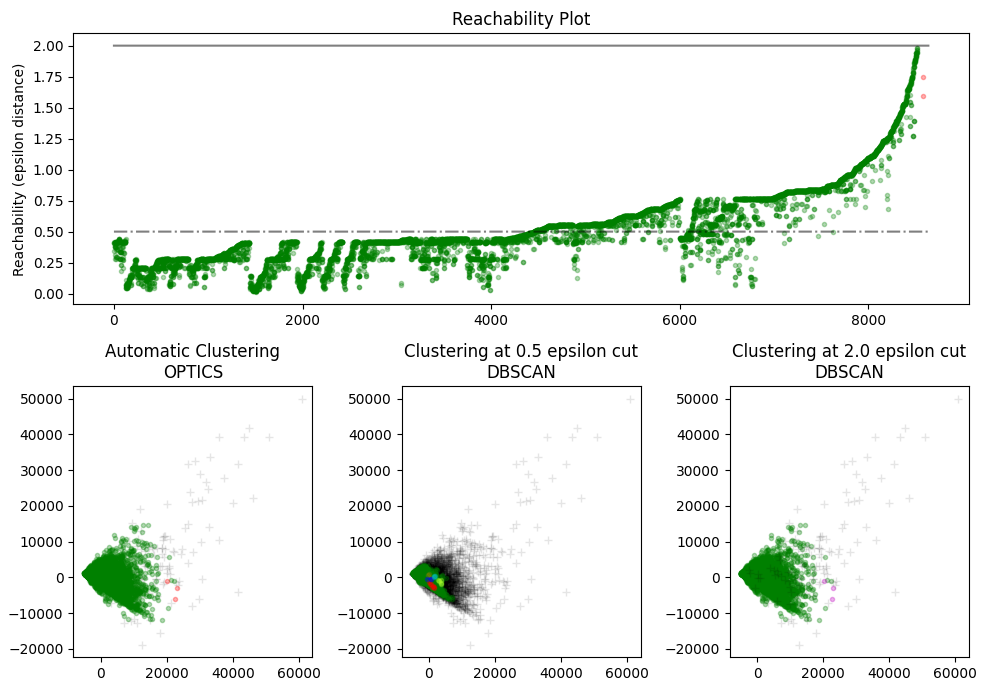 Reachability Plot
Reachability (epsilon distance)
2.00
1.75
1.50
1.25
1.00
0.75
0.50
0.25
0.00
0 2000 4000 6000 8000
Automatic Clustering
OPTICS
50000
40000
30000
20000
10000
0
−10000
−20000
0 20000 40000 60000
Clustering at 0.5 epsilon cut
DBSCAN
50000
40000
30000
20000
10000
0
−10000
−20000
0 20000 40000 60000
Clustering at 2.0 epsilon cut
DBSCAN
50000
40000
30000
20000
10000
0
−10000
−20000
0 20000 40000 60000